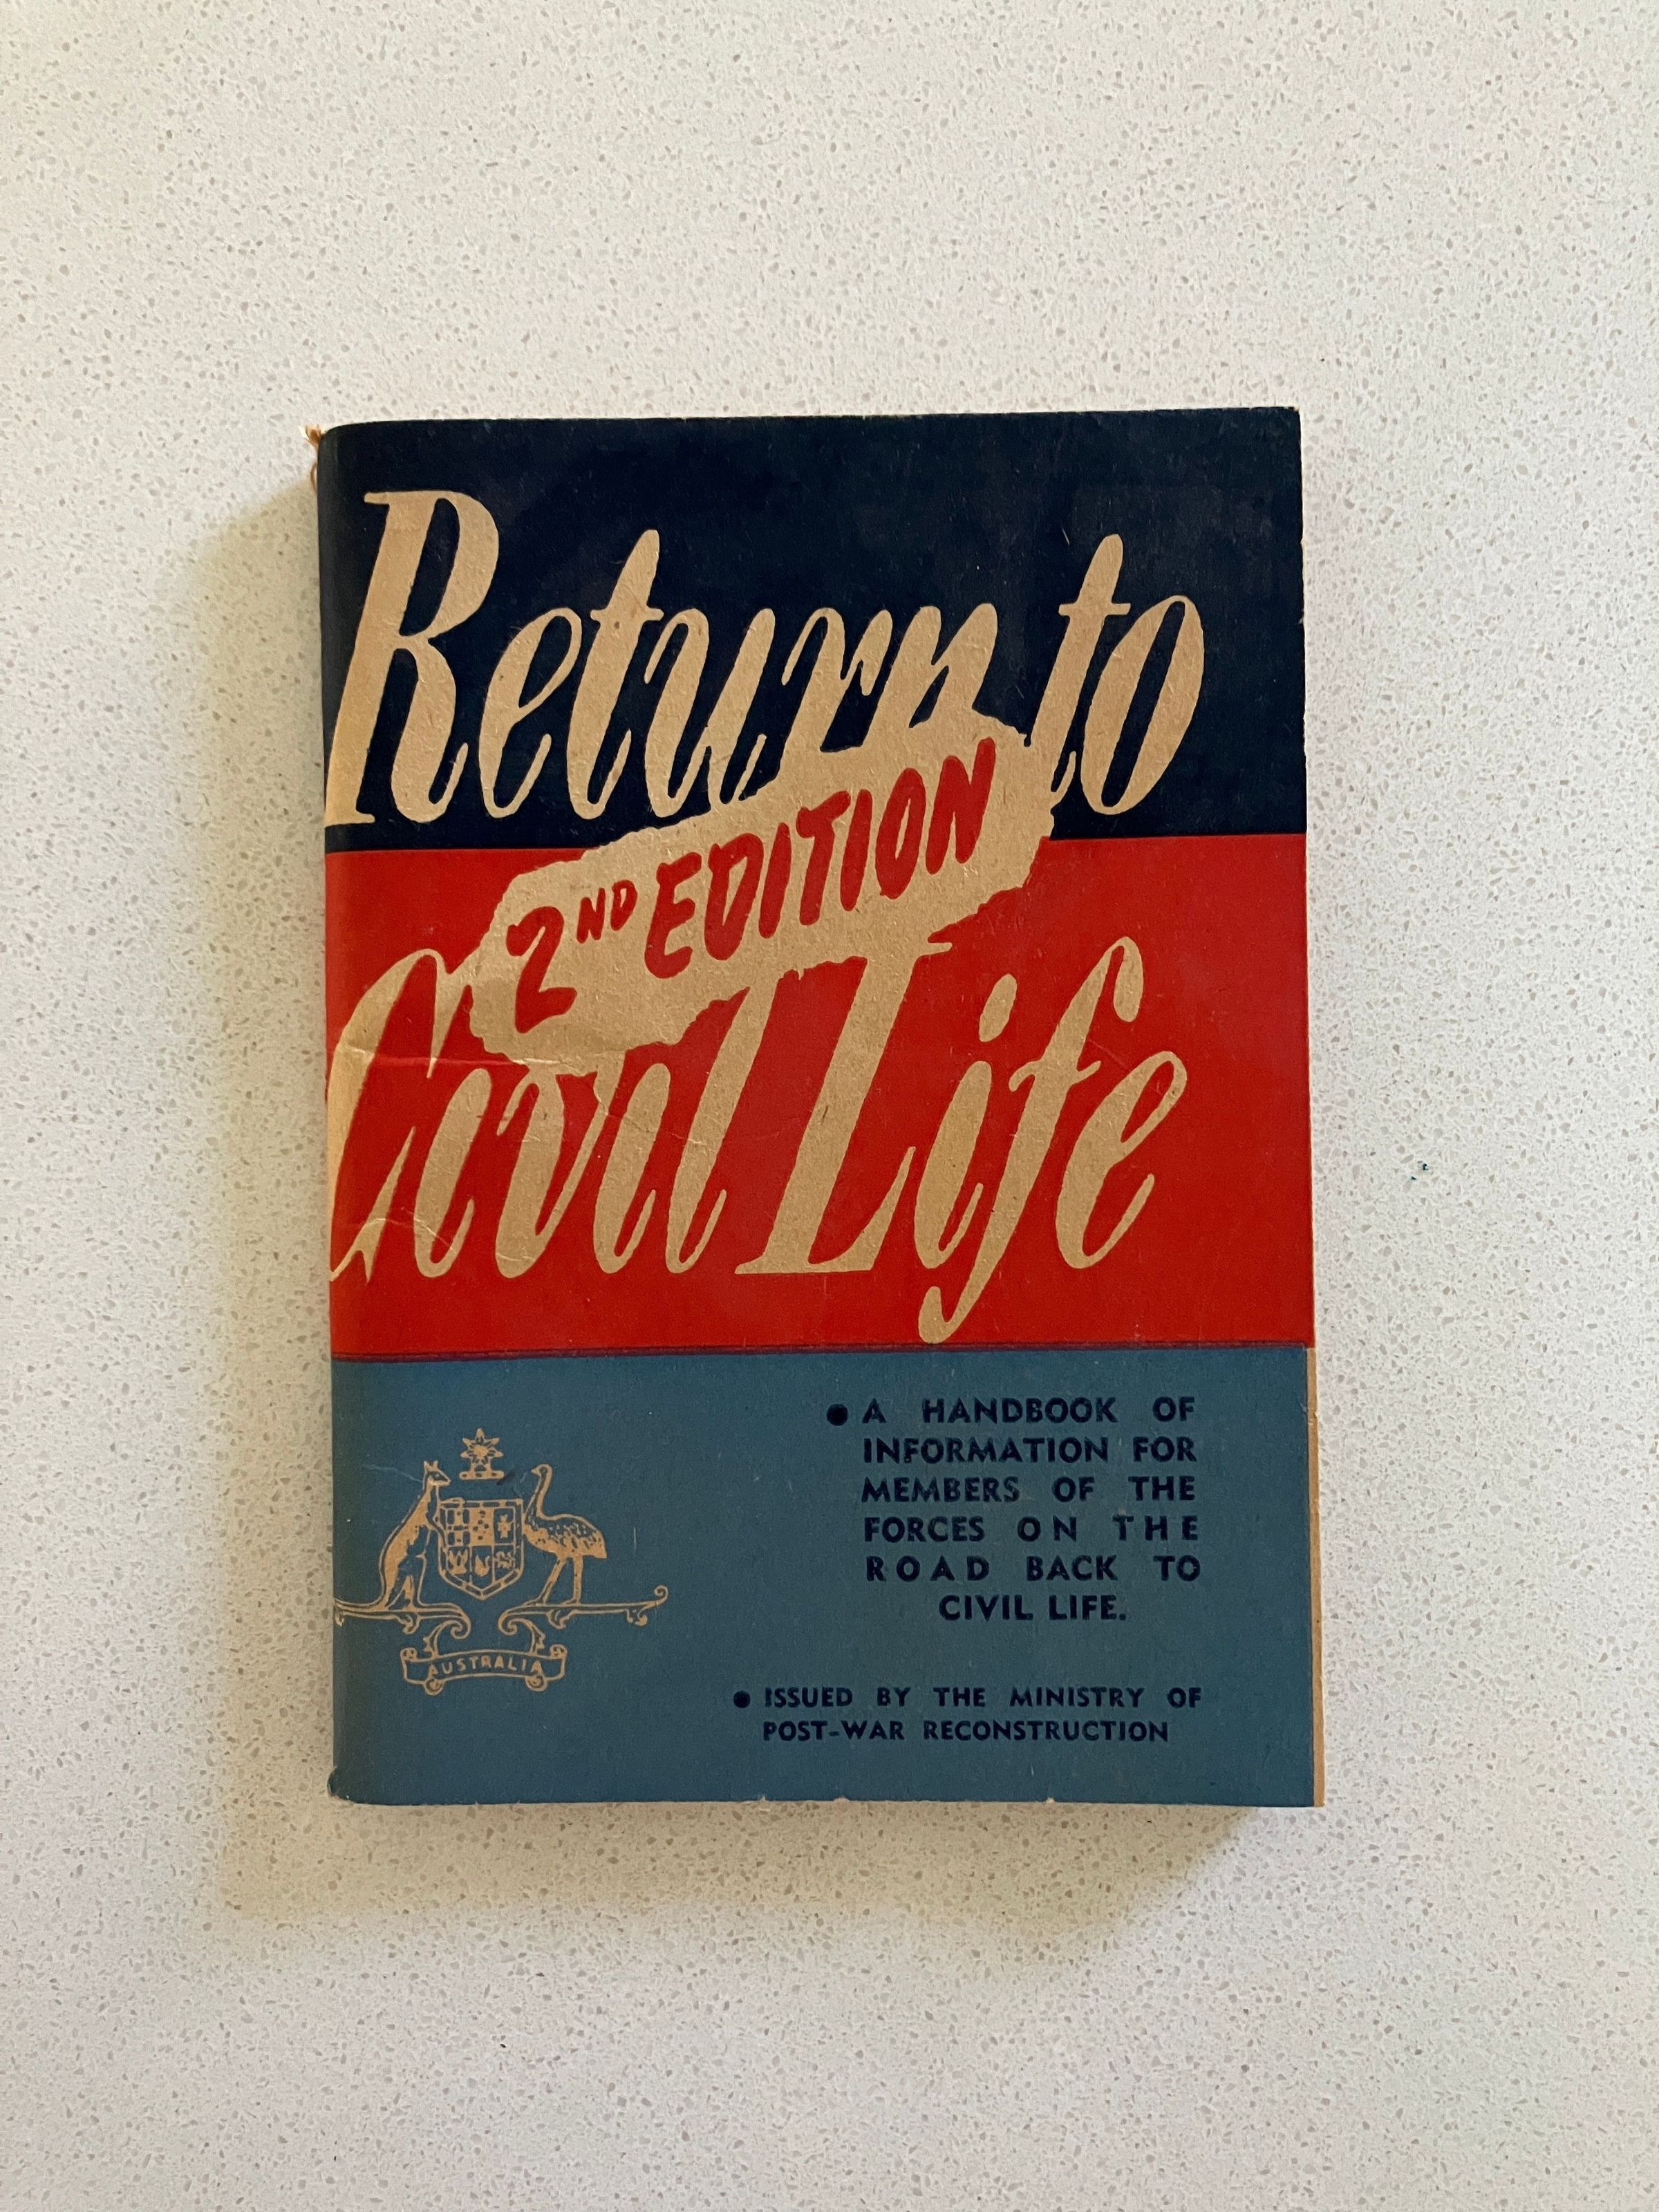 Return to
2ND EDITION
Civil Life
● A HANDBOOK OF
INFORMATION FOR
MEMBERS OF THE
FORCES ON THE
ROAD BACK TO
CIVIL LIFE.
AUSTRALIA
● ISSUED BY THE MINISTRY OF
POST-WAR RECONSTRUCTION